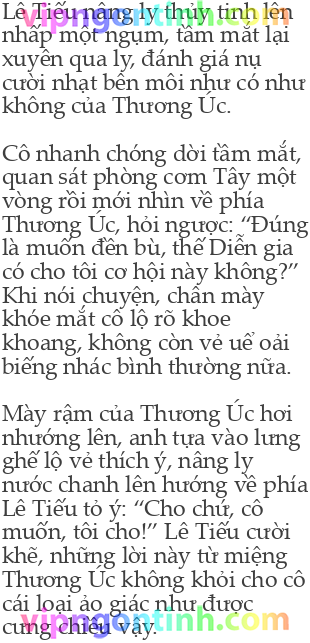 Lê Tiếu nâng ly thủy tinh lên
nhấp một ngụm, tầm mắt lại
xuyên qua ly, đánh giá nụ
cười nhạt bên môi như có như
không của Thương Úc.
Cô nhanh chóng dời tầm mắt,
quan sát phòng cơm Tây một
vòng rồi mới nhìn về phía
Thương Úc, hỏi ngược: “Đúng
là muốn đền bù, thế Diễn gia
có cho tôi cơ hội này không?”
Khi nói chuyện, chân mày
khóe mắt cô lộ rõ khoe
khoang, không còn vẻ uể oải
biếng nhác bình thường nữa.
Mày rậm của Thương Úc hơi
nhướng lên, anh tựa vào lưng
ghế lộ vẻ thích ý, nâng ly
nước chanh lên hướng về phía
Lê Tiếu tỏ ý: “Cho chứ, cô
muốn, tôi cho!” Lê Tiếu cười
khẽ, những lời này từ miệng
Thương Úc không khỏi cho cô
cái loại ảo giác như được
cưng chiều vậy.
vipngontinh.com
vipngontinh.com